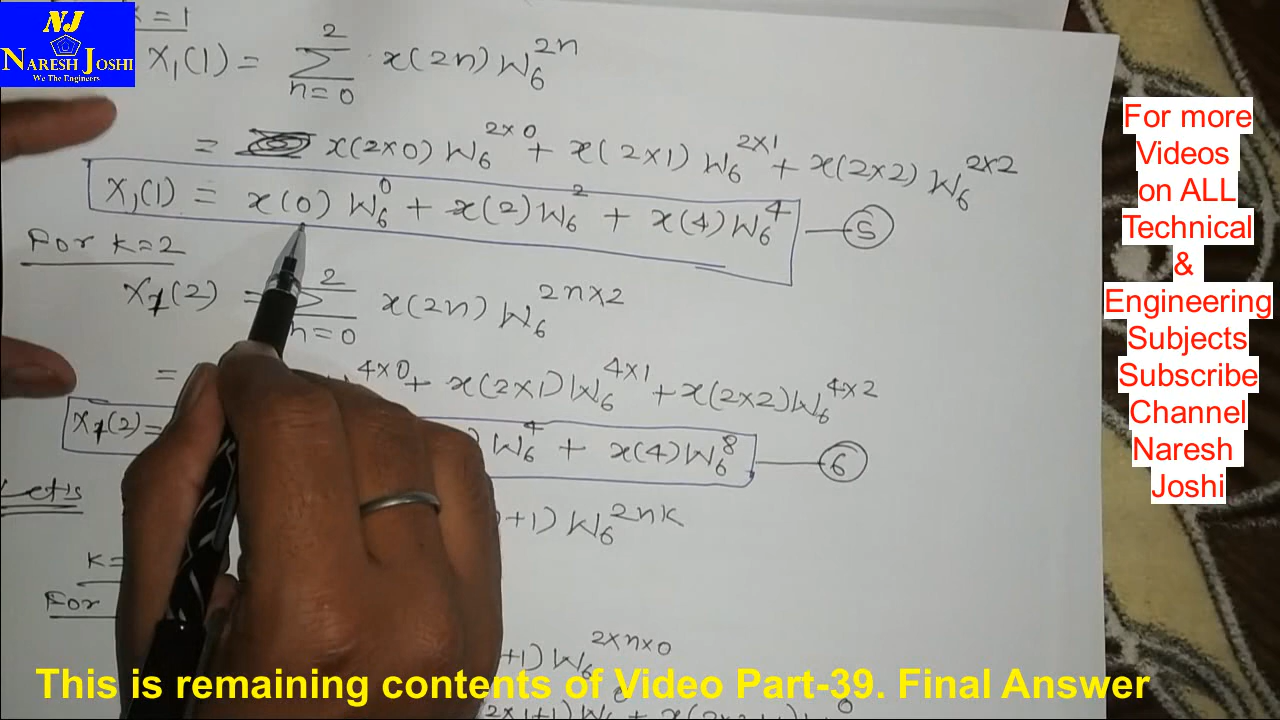 NJ
NARESH JOSHI
We The Engineers
k = 1
X₁(1) = Σ_{n=0}^{2} x(2n) W₆^{2n}
= x(2×0) W₆^{2×0} + x(2×1) W₆^{2×1} + x(2×2) W₆^{2×2}
X₁(1) = x(0) W₆^{0} + x(2) W₆^{2} + x(4) W₆^{4} — ⑤
For k=2
X₁(2) = Σ_{n=0}^{2} x(2n) W₆^{2n×2}
= ^{4×0} + x(2×1) W₆^{4×1} + x(2×2) W₆^{4×2}
X₁(2) = ) W₆^{4} + x(4) W₆^{8} — ⑥
Let's
+1) W₆^{2nk}
k=
For
+1) W₆^{2×n×0}
For more
Videos
on ALL
Technical
&
Engineering
Subjects
Subscribe
Channel
Naresh
Joshi
This is remaining contents of Video Part-39. Final Answer